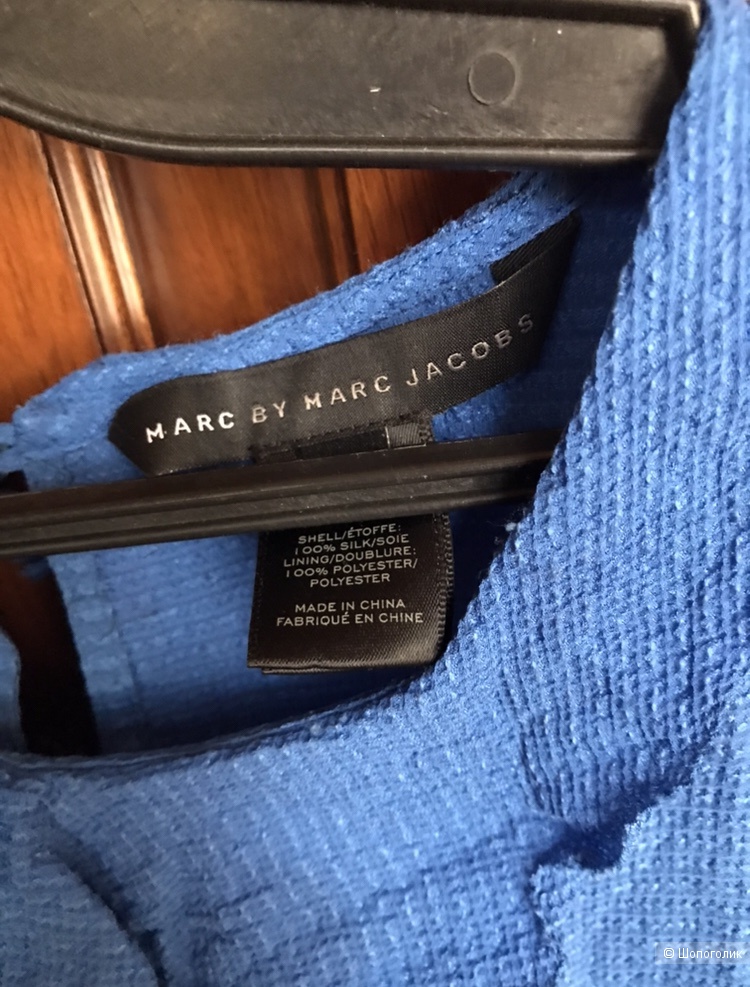 MARC BY MARC JACOBS
SHELL/ÉTOFFE:
100% SILK/SOIE
LINING/DOUBLURE:
100% POLYESTER/
POLYESTER
MADE IN CHINA
FABRIQUÉ EN CHINE
© Шопоголик